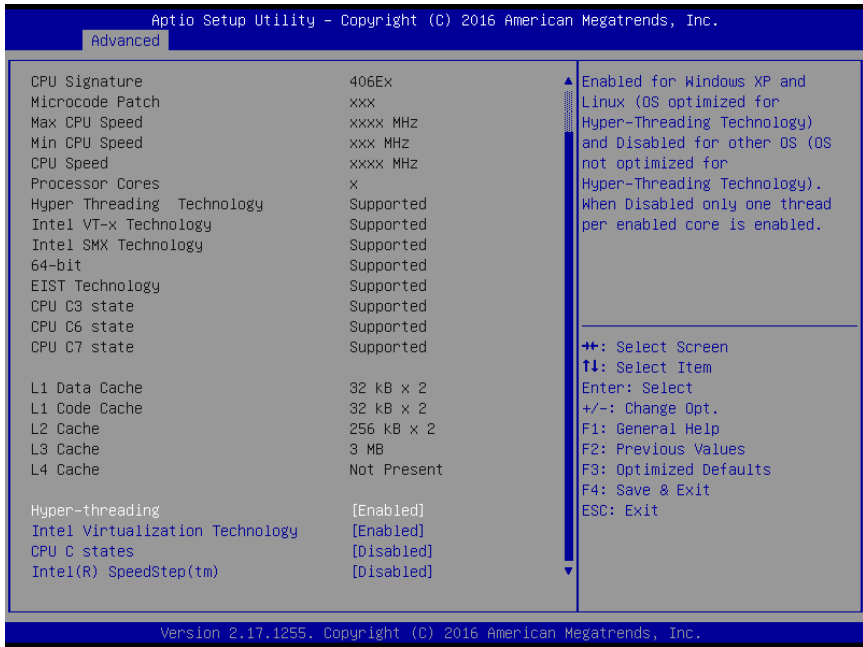 Aptio Setup Utility – Copyright (C) 2016 American Megatrends, Inc.
Advanced
CPU Signature 406Ex
Microcode Patch xxx
Max CPU Speed xxxx MHz
Min CPU Speed xxx MHz
CPU Speed xxxx MHz
Processor Cores x
Hyper Threading Technology Supported
Intel VT-x Technology Supported
Intel SMX Technology Supported
64-bit Supported
EIST Technology Supported
CPU C3 state Supported
CPU C6 state Supported
CPU C7 state Supported
L1 Data Cache 32 kB x 2
L1 Code Cache 32 kB x 2
L2 Cache 256 kB x 2
L3 Cache 3 MB
L4 Cache Not Present
Hyper-threading [Enabled]
Intel Virtualization Technology [Enabled]
CPU C states [Disabled]
Intel(R) SpeedStep(tm) [Disabled]
Enabled for Windows XP and
Linux (OS optimized for
Hyper-Threading Technology)
and Disabled for other OS (OS
not optimized for
Hyper-Threading Technology).
When Disabled only one thread
per enabled core is enabled.
→←: Select Screen
↑↓: Select Item
Enter: Select
+/-: Change Opt.
F1: General Help
F2: Previous Values
F3: Optimized Defaults
F4: Save & Exit
ESC: Exit
Version 2.17.1255. Copyright (C) 2016 American Megatrends, Inc.